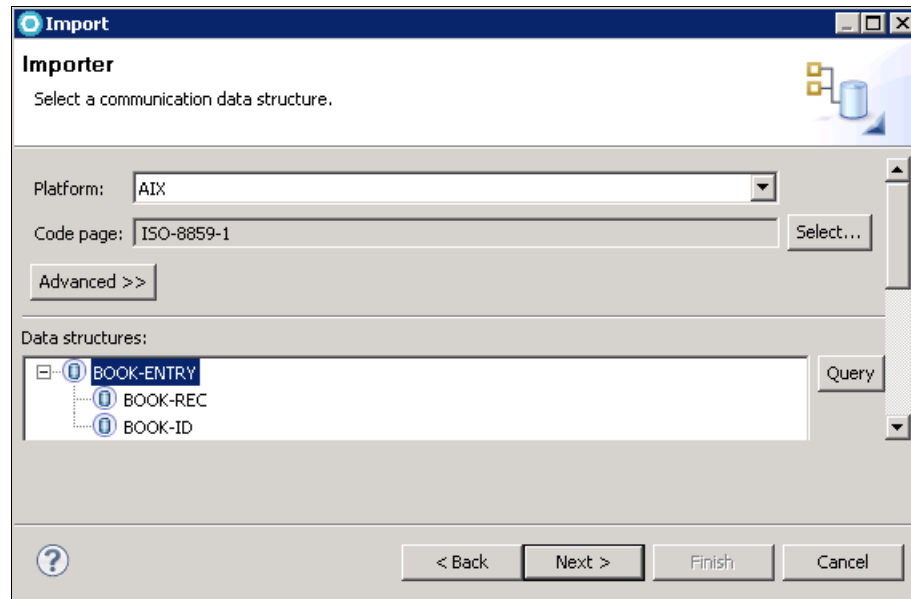 Import
Importer
Select a communication data structure.
Platform: AIX
Code page: ISO-8859-1 Select...
Advanced >>
Data structures:
BOOK-ENTRY Query
BOOK-REC
BOOK-ID
? < Back Next > Finish Cancel